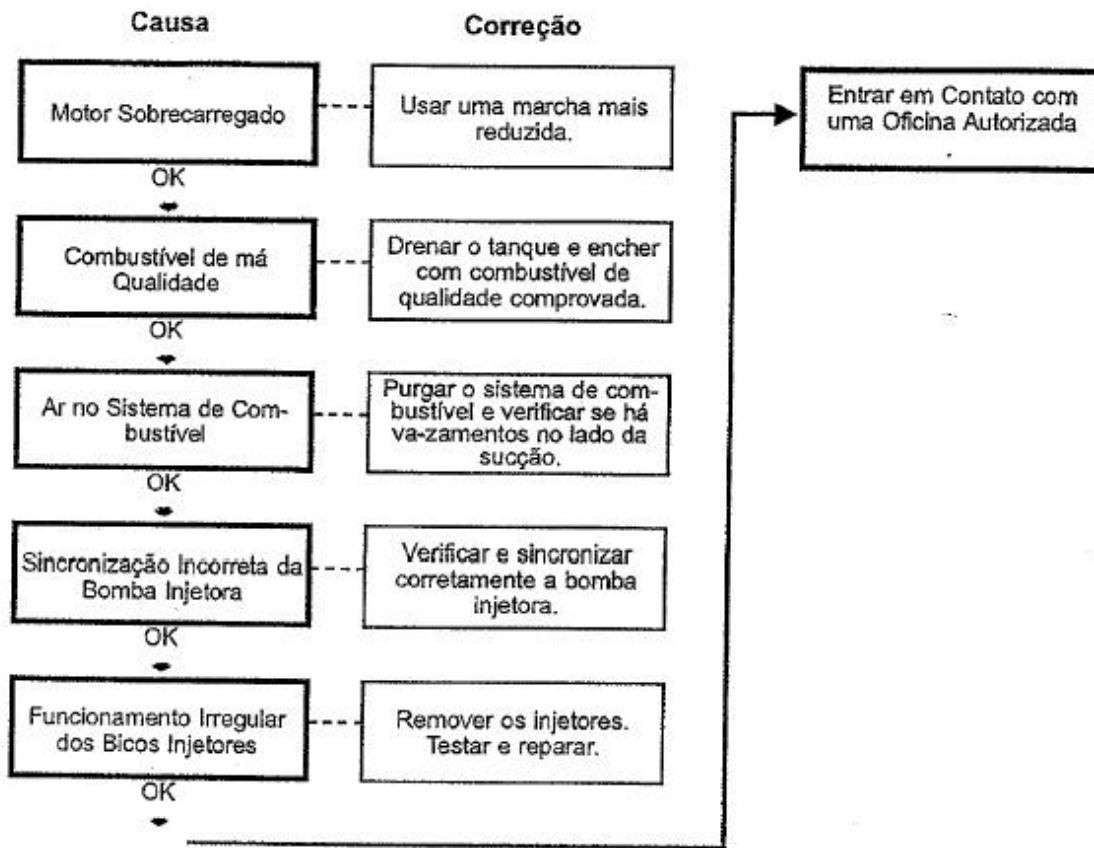 Causa
Correção
Motor Sobrecarregado
Usar uma marcha mais
reduzida.
Entrar em Contato com
uma Oficina Autorizada
OK
Combustível de má
Qualidade
Drenar o tanque e encher
com combustível de
qualidade comprovada.
OK
Ar no Sistema de Com-
bustível
Purgar o sistema de com-
bustível e verificar se há
va-zamentos no lado da
sucção.
OK
Sincronização Incorreta da
Bomba Injetora
Verificar e sincronizar
corretamente a bomba
injetora.
OK
Funcionamento Irregular
dos Bicos Injetores
Remover os injetores.
Testar e reparar.
OK